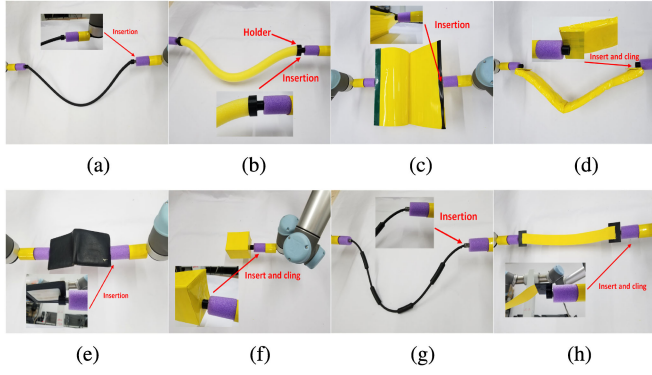 Insertion
Holder
Insertion
Insertion
Insert and cling
(a)
(b)
(c)
(d)
Insertion
Insert and cling
Insertion
Insert and cling
(e)
(f)
(g)
(h)